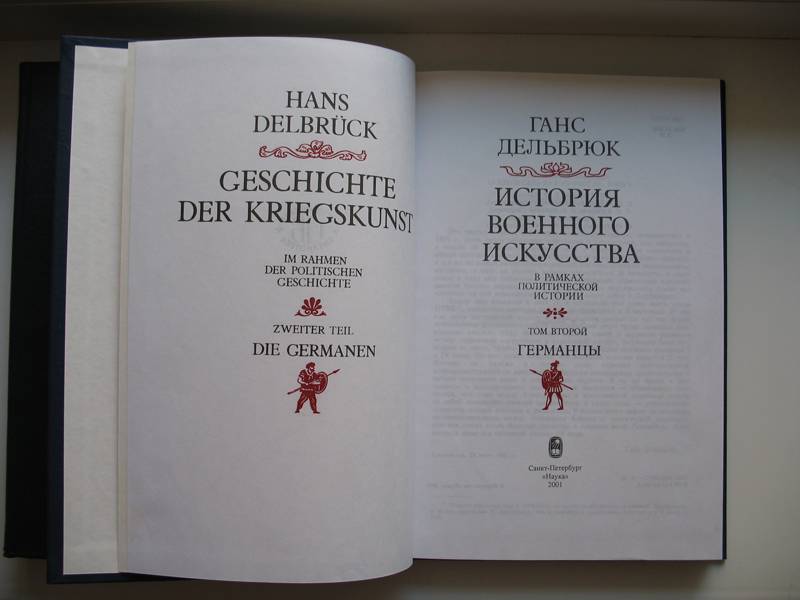 HANS
DELBRÜCK
GESCHICHTE
DER KRIEGSKUNST
IM RAHMEN
DER POLITISCHEN
GESCHICHTE
ZWEITER TEIL
DIE GERMANEN
ГАНС
ДЕЛЬБРЮК
ИСТОРИЯ
ВОЕННОГО
ИСКУССТВА
В РАМКАХ
ПОЛИТИЧЕСКОЙ
ИСТОРИИ
ТОМ ВТОРОЙ
ГЕРМАНЦЫ
Санкт-Петербург
«Наука»
2001